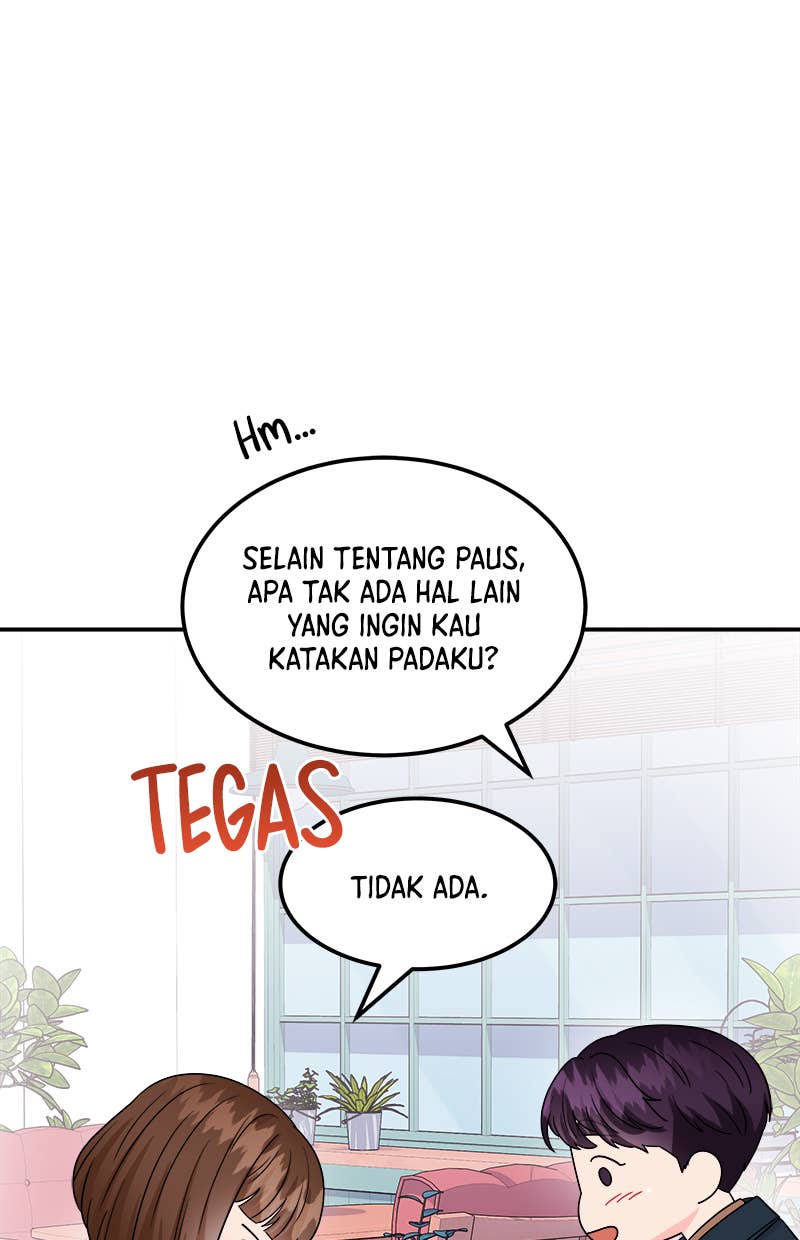 Hm...
SELAIN TENTANG PAUS,
APA TAK ADA HAL LAIN
YANG INGIN KAU
KATAKAN PADAKU?
TEGAS
TIDAK ADA.